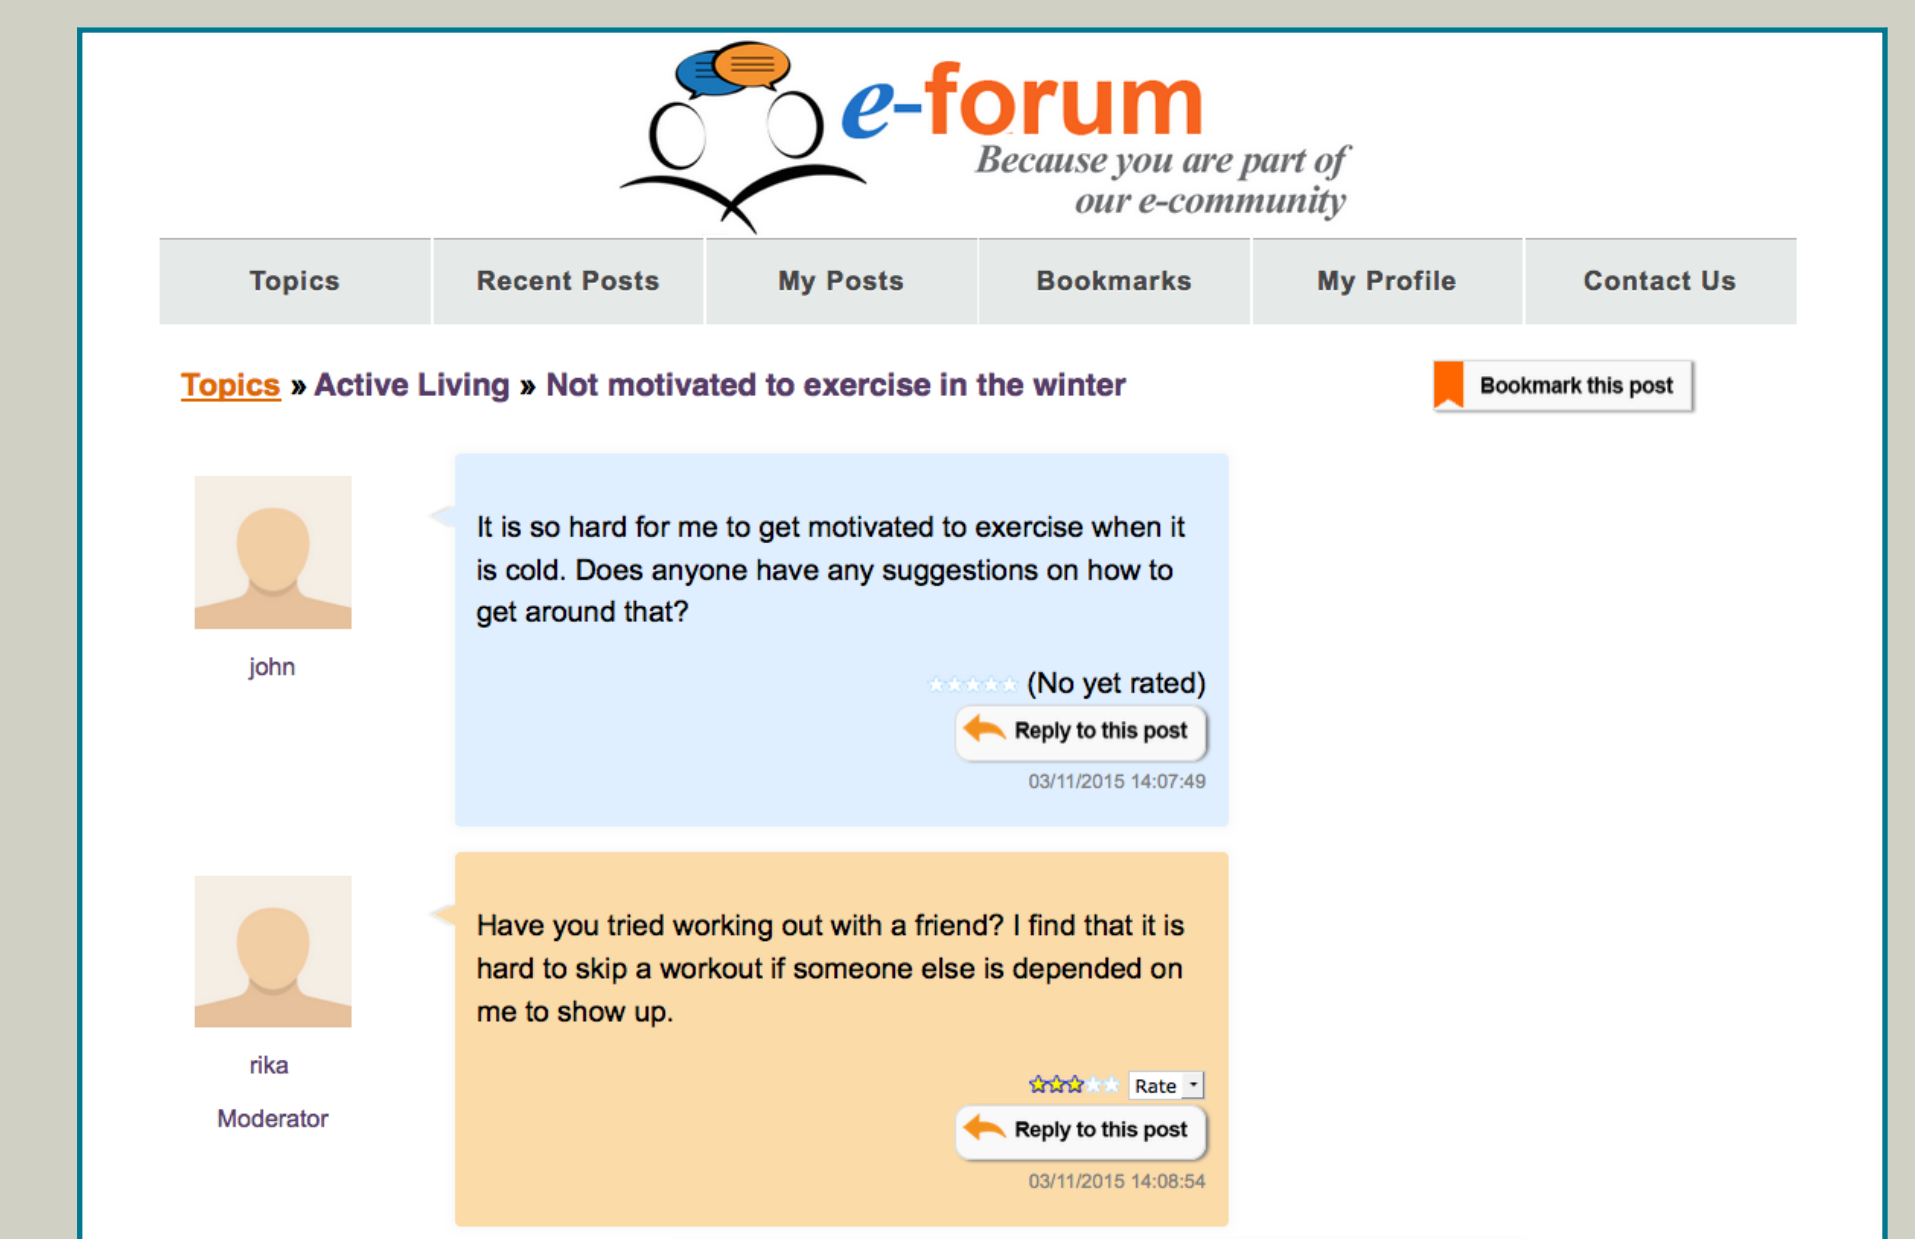 e-forum
Because you are part of
our e-community
Topics Recent Posts My Posts Bookmarks My Profile Contact Us
Topics » Active Living » Not motivated to exercise in the winter
Bookmark this post
It is so hard for me to get motivated to exercise when it
is cold. Does anyone have any suggestions on how to
get around that?
john
(No yet rated)
Reply to this post
03/11/2015 14:07:49
Have you tried working out with a friend? I find that it is
hard to skip a workout if someone else is depended on
me to show up.
rika
Moderator
Rate
Reply to this post
03/11/2015 14:08:54